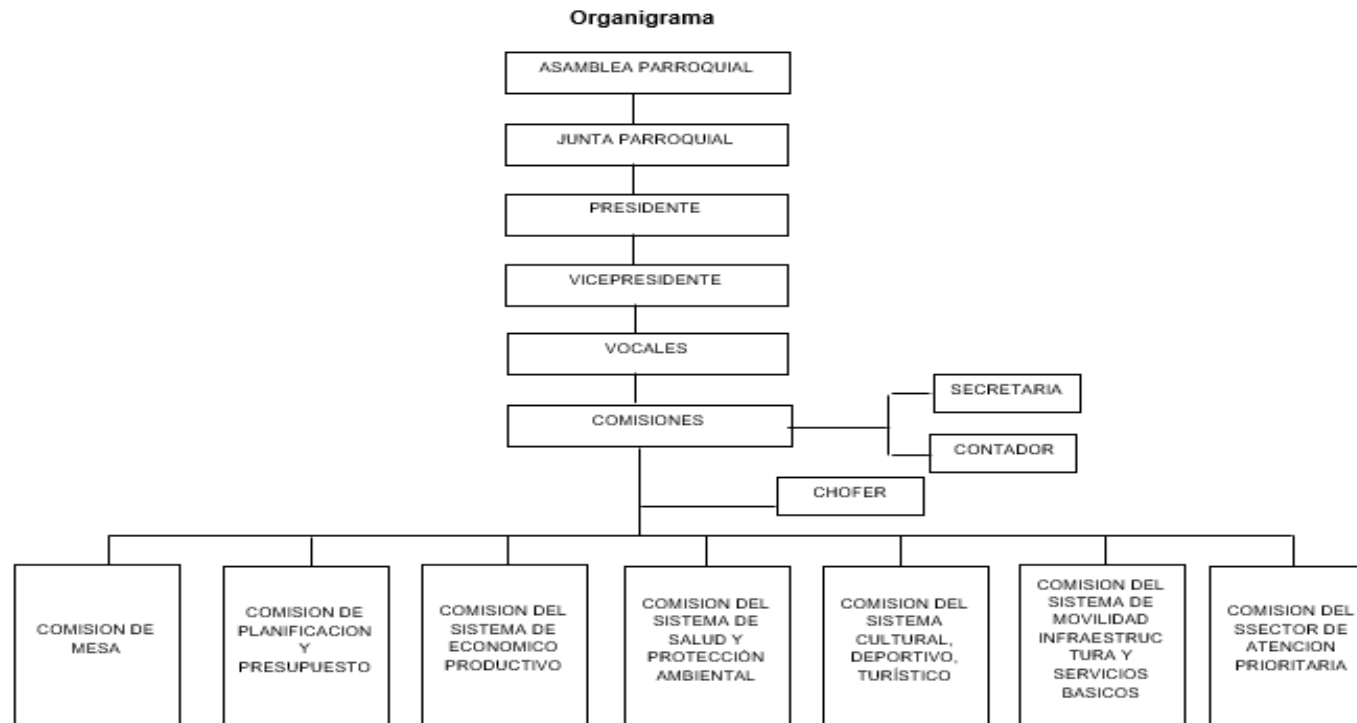 Organigrama
ASAMBLEA PARROQUIAL
JUNTA PARROQUIAL
PRESIDENTE
VICEPRESIDENTE
VOCALES
SECRETARIA
COMISIONES
CONTADOR
CHOFER
COMISION DE
MESA
COMISION DE
PLANIFICACION
Y
PRESUPUESTO
COMISION DEL
SISTEMA DE
ECONOMICO
PRODUCTIVO
COMISION DEL
SISTEMA DE
SALUD Y
PROTECCIÓN
AMBIENTAL
COMISION DEL
SISTEMA
CULTURAL,
DEPORTIVO,
TURÍSTICO
COMISION DEL
SISTEMA DE
MOVILIDAD
INFRAESTRUC
TURA Y
SERVICIOS
BASICOS
COMISION DEL
SSECTOR DE
ATENCION
PRIORITARIA